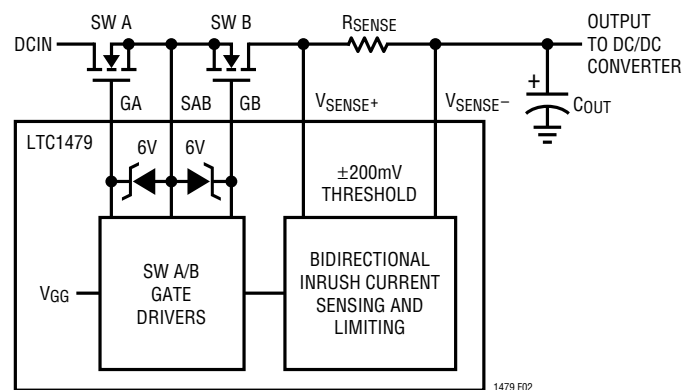 SW A
SW B
RSENSE
OUTPUT
TO DC/DC
CONVERTER
DCIN
+
COUT
GA
SAB
GB
VSENSE+
VSENSE–
LTC1479
6V
6V
±200mV
THRESHOLD
SW A/B
GATE
DRIVERS
BIDIRECTIONAL
INRUSH CURRENT
SENSING AND
LIMITING
VGG
1479 F02